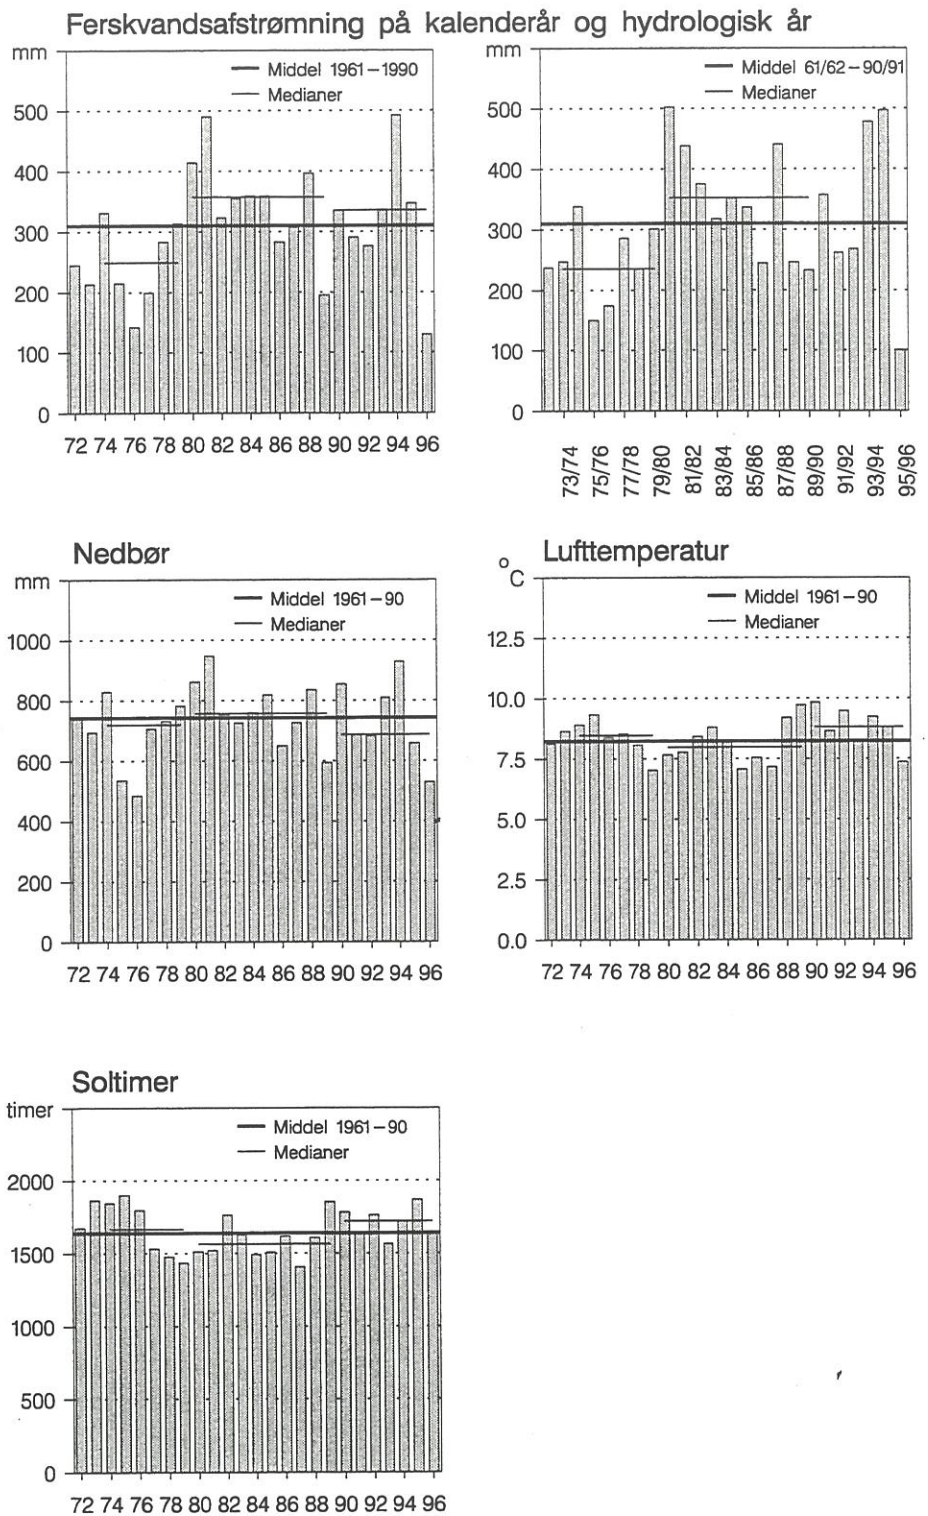 Ferskvandsafstrømning på kalenderår og hydrologisk år
mm
Middel 1961–1990
Medianer
500
400
300
200
100
0
72 74 76 78 80 82 84 86 88 90 92 94 96
mm
Middel 61/62–90/91
Medianer
500
400
300
200
100
0
73/74 75/76 77/78 79/80 81/82 83/84 85/86 87/88 89/90 91/92 93/94 95/96
Nedbør
mm
Middel 1961–90
Medianer
1000
800
600
400
200
0
72 74 76 78 80 82 84 86 88 90 92 94 96
Lufttemperatur
°C
Middel 1961–90
Medianer
12.5
10.0
7.5
5.0
2.5
0.0
72 74 76 78 80 82 84 86 88 90 92 94 96
Soltimer
timer
Middel 1961–90
Medianer
2000
1500
1000
500
0
72 74 76 78 80 82 84 86 88 90 92 94 96